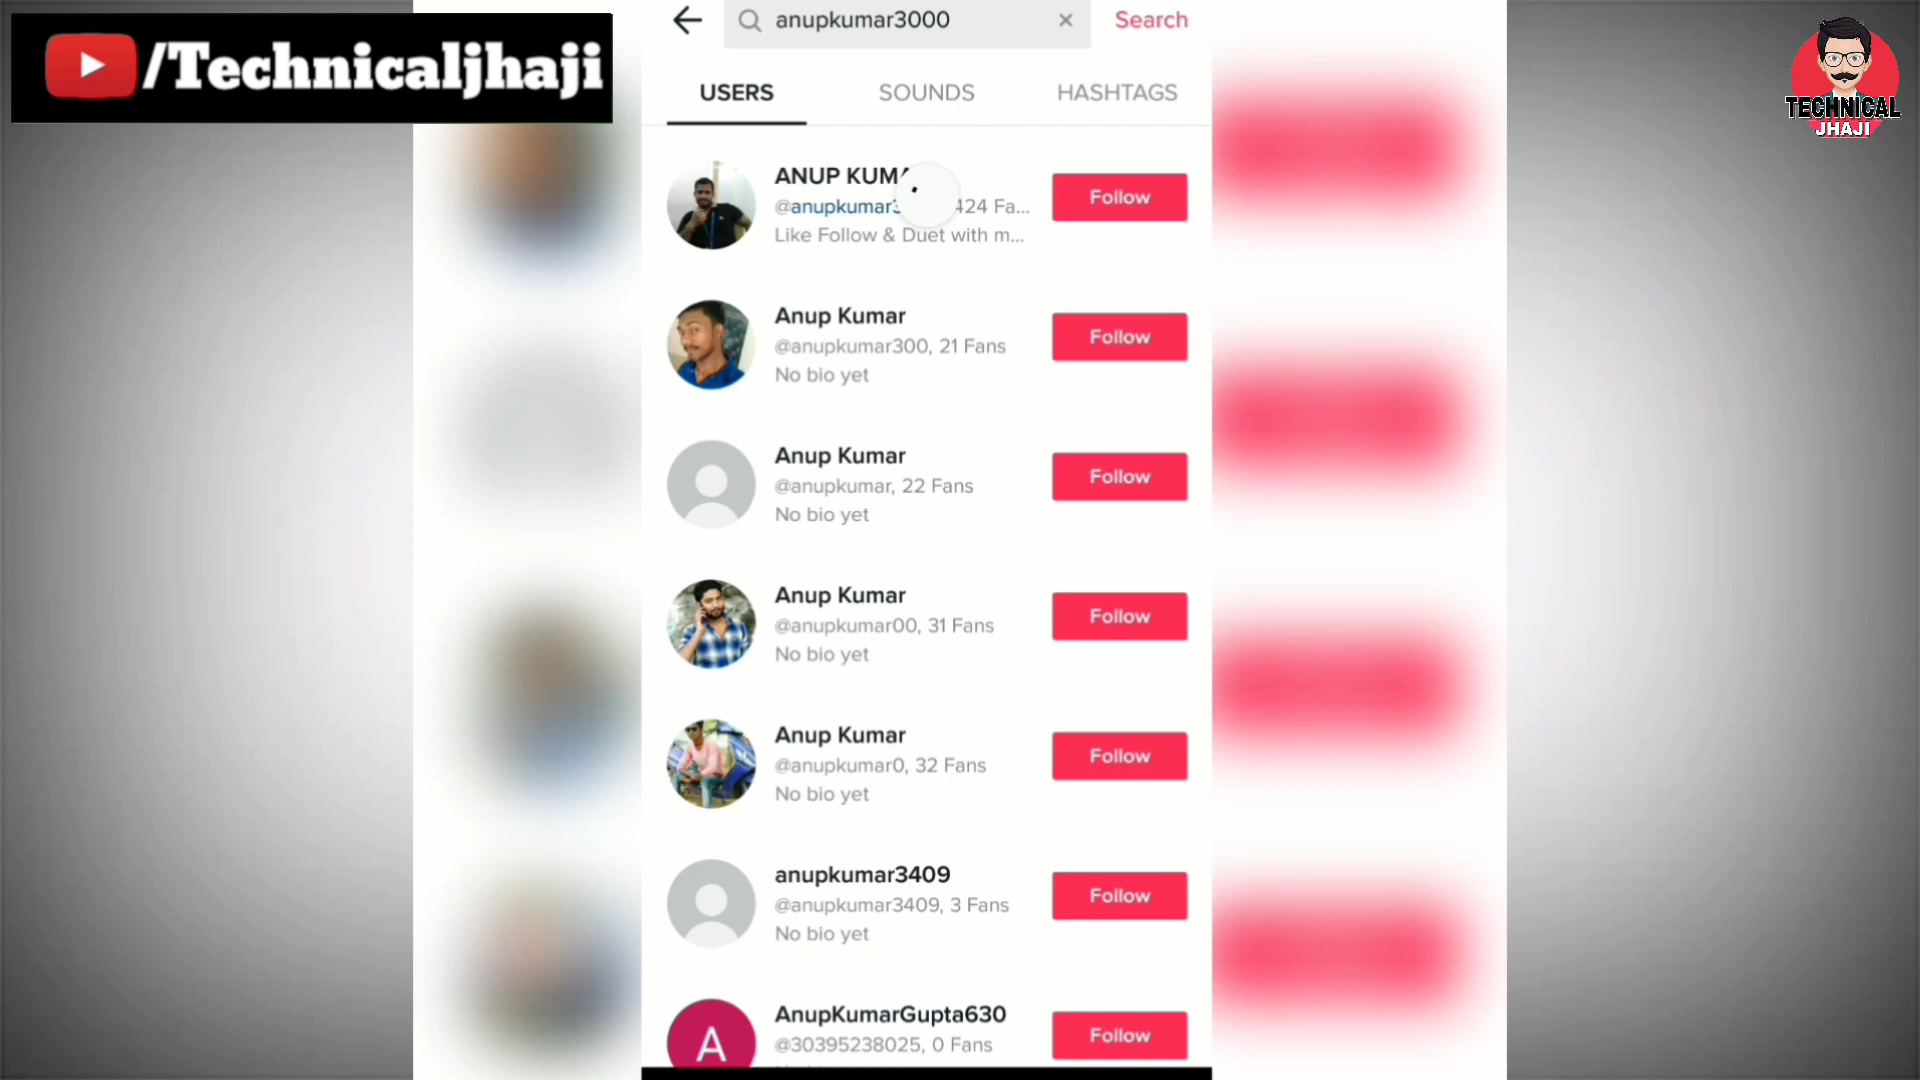 /Technicaljhaji
anupkumar3000
Search
USERS
SOUNDS
HASHTAGS
TECHNICAL
JHAJI
ANUP
424 Fa...
Like Follow & Duet with m...
Follow
Anup Kumar
@anupkumar300, 21 Fans
No bio yet
Follow
Anup Kumar
@anupkumar, 22 Fans
No bio yet
Follow
Anup Kumar
@anupkumar00, 31 Fans
No bio yet
Follow
Anup Kumar
@anupkumar0, 32 Fans
No bio yet
Follow
anupkumar3409
@anupkumar3409, 3 Fans
No bio yet
Follow
AnupKumarGupta630
@30395238025, 0 Fans
Follow
A